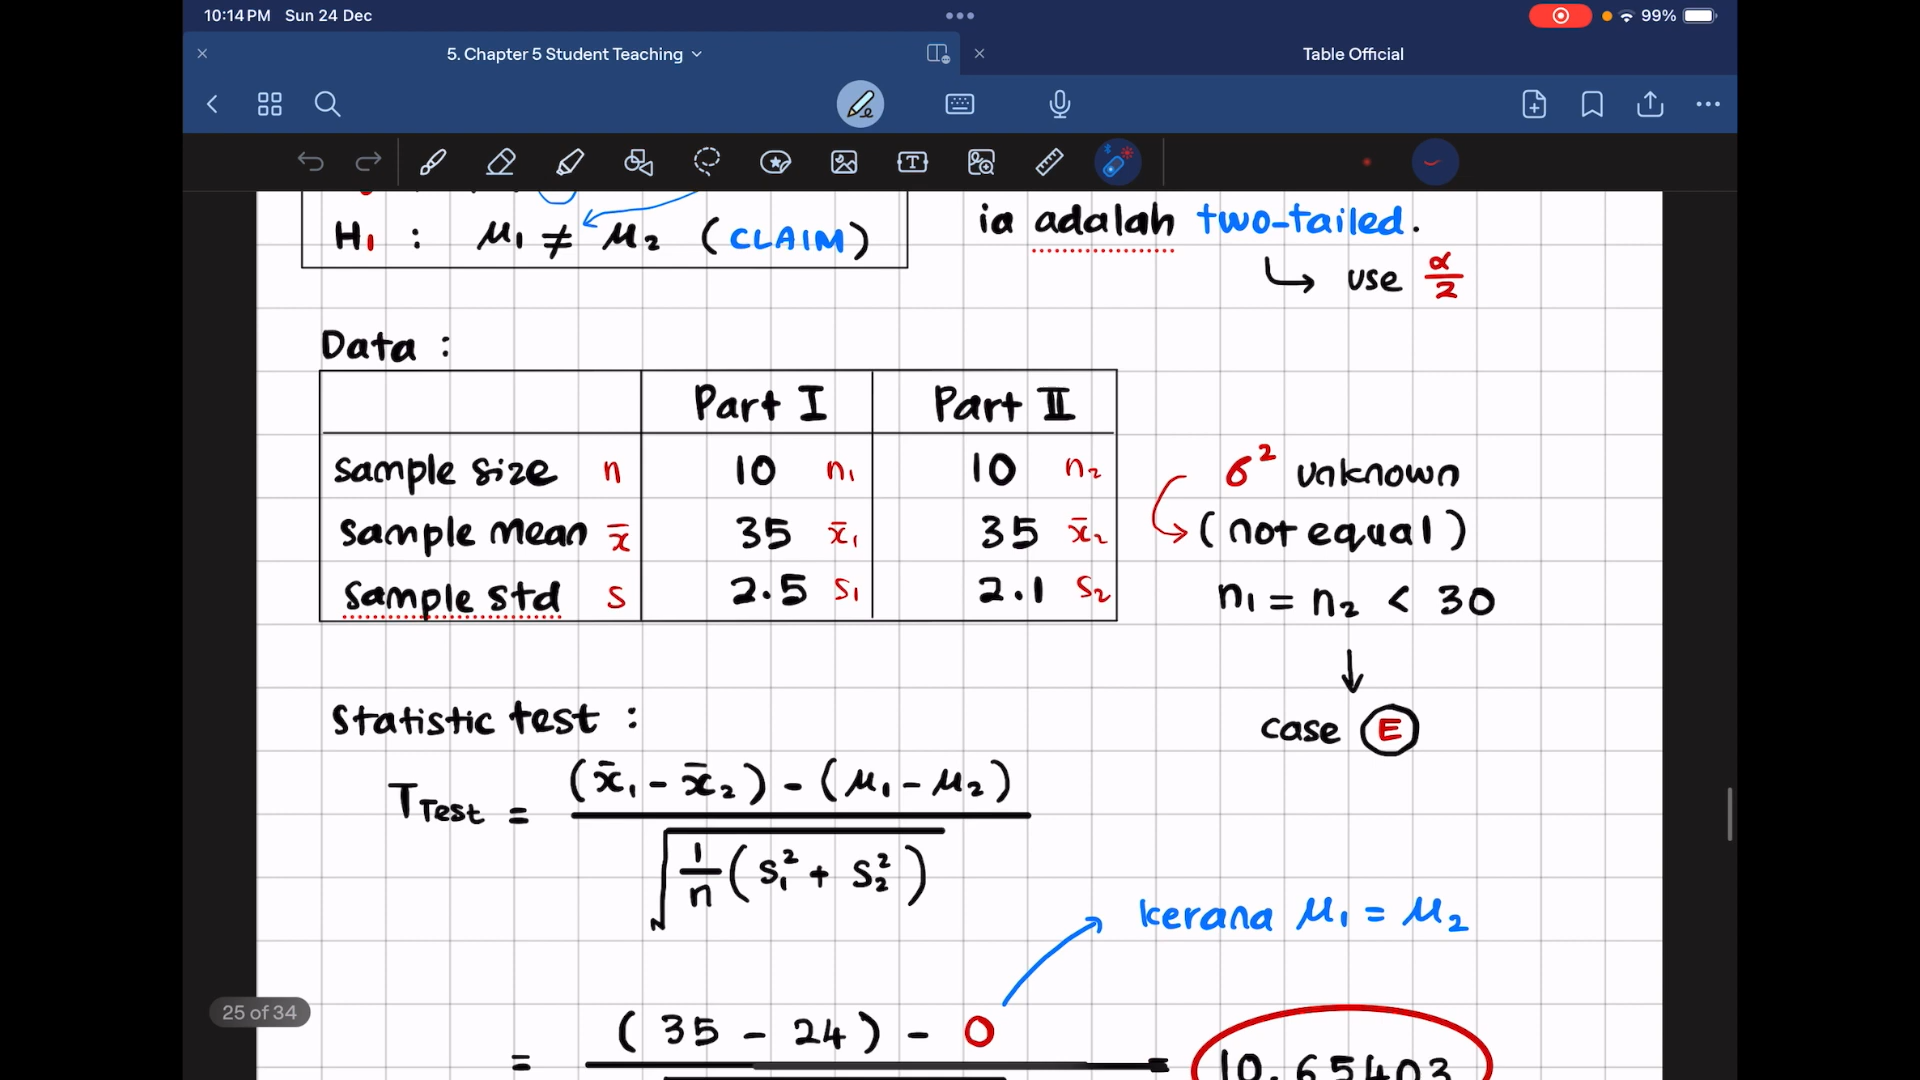 10:14 PM Sun 24 Dec
99%
5. Chapter 5 Student Teaching
Table Official
H₁ : μ₁ ≠ μ₂ (CLAIM)
ia adalah two-tailed.
↳ use α/2
Data :
Part I Part II
sample size n 10 n₁ 10 n₂
sample mean x̄ 35 x̄₁ 35 x̄₂
sample std s 2.5 s₁ 2.1 s₂
σ² unknown
(not equal)
n₁ = n₂ < 30
case E
Statistic test :
T Test = (x̄₁ - x̄₂) - (μ₁ - μ₂) / √(1/n (s₁² + s₂²))
kerana μ₁ = μ₂
= (35 - 24) - 0 = 10.65403
25 of 34